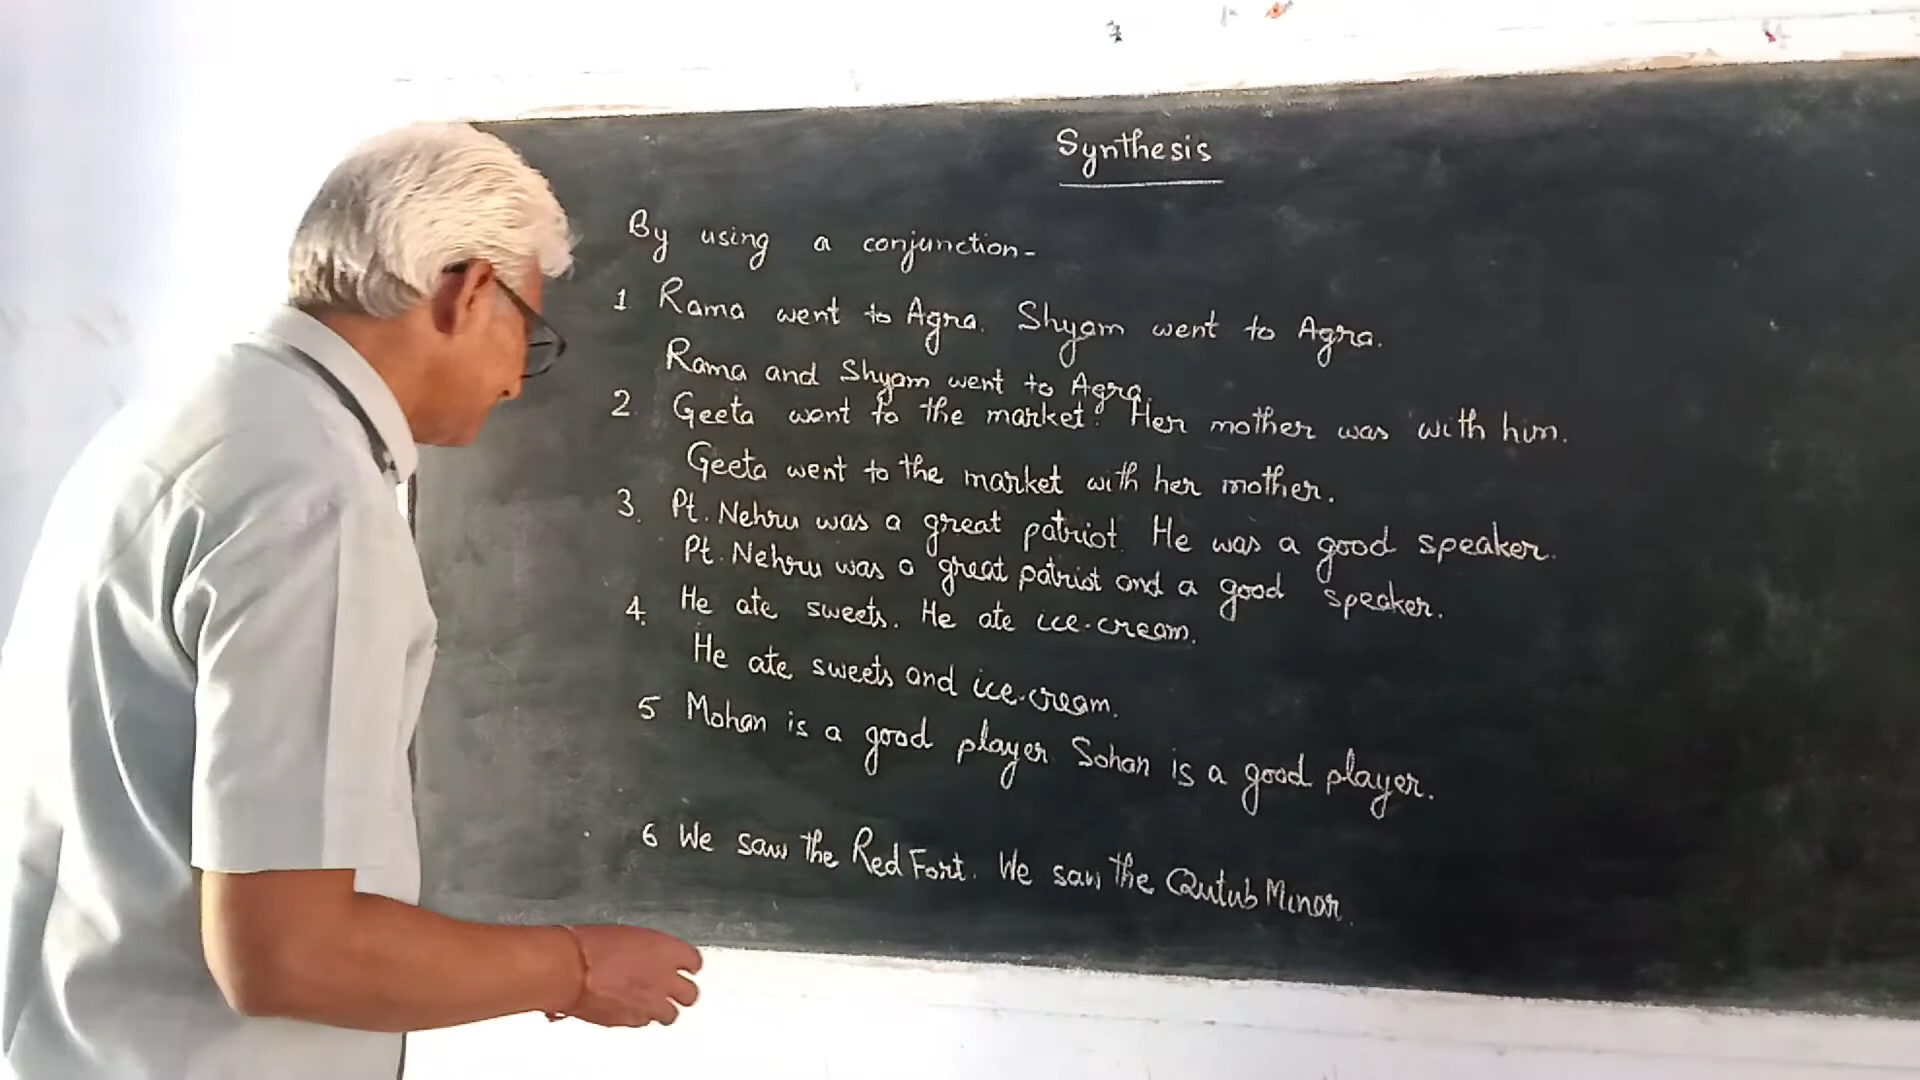 Synthesis
By using a conjunction-
1 Rama went to Agra. Shyam went to Agra.
Rama and Shyam went to Agra.
2 Geeta went to the market. Her mother was with him.
Geeta went to the market with her mother.
3. Pt. Nehru was a great patriot. He was a good speaker.
Pt. Nehru was a great patriot and a good speaker.
4. He ate sweets. He ate ice-cream.
He ate sweets and ice-cream.
5 Mohan is a good player. Sohan is a good player.
6 We saw the Red Fort. We saw the Qutub Minar.